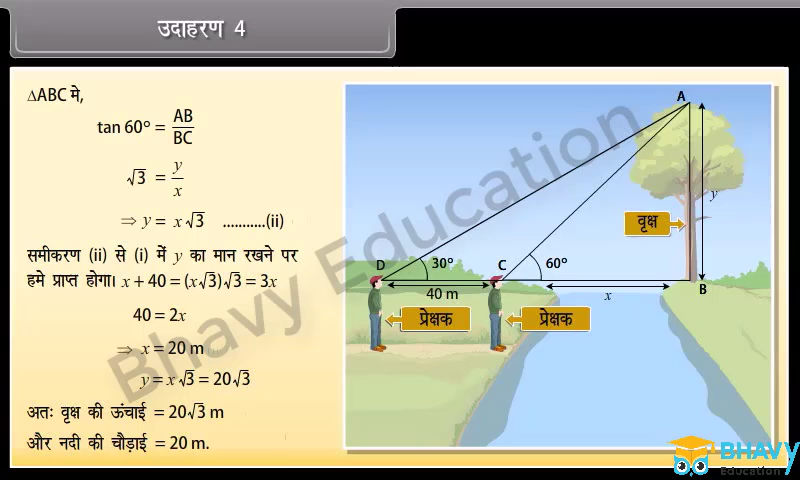 उदाहरण 4
∆ABC मे,
tan 60° = AB/BC
√3 = y/x
⇒ y = x√3 ...........(ii)
समीकरण (ii) से (i) में y का मान रखने पर
हमे प्राप्त होगा। x + 40 = (x√3)√3 = 3x
40 = 2x
⇒ x = 20 m
y = x√3 = 20√3
अतः वृक्ष की ऊंचाई = 20√3 m
और नदी की चौड़ाई = 20 m.
A
y
वृक्ष
D
30°
C
60°
B
40 m
x
प्रेक्षक
प्रेक्षक
Bhavy Education
BHAVY
Education